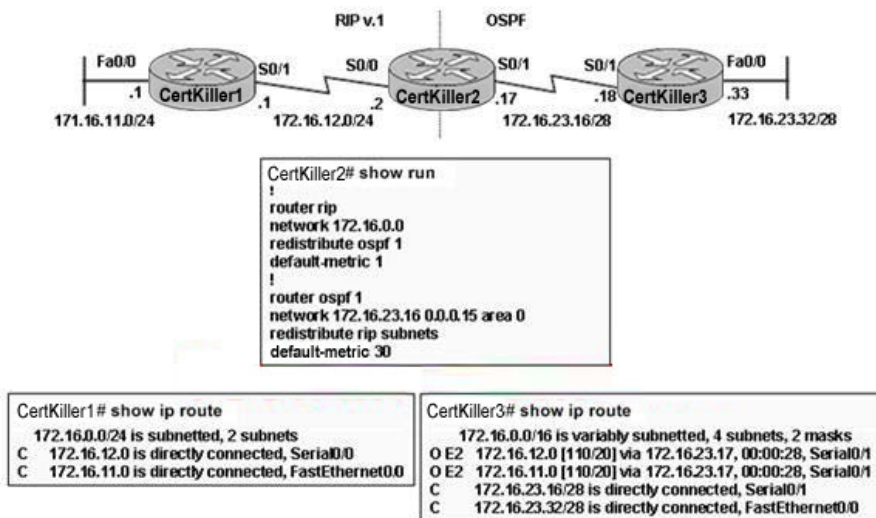 RIP v.1 OSPF
Fa0/0 S0/1 S0/0 S0/1 S0/1 Fa0/0
CertKiller1 CertKiller2 CertKiller3
.1 .1 .2 .17 .18 .33
171.16.11.0/24 172.16.12.0/24 172.16.23.16/28 172.16.23.32/28
CertKiller2# show run
!
router rip
network 172.16.0.0
redistribute ospf 1
default-metric 1
!
router ospf 1
network 172.16.23.16 0.0.0.15 area 0
redistribute rip subnets
default-metric 30
CertKiller1# show ip route
172.16.0.0/24 is subnetted, 2 subnets
C 172.16.12.0 is directly connected, Serial0/0
C 172.16.11.0 is directly connected, FastEthernet0/0
CertKiller3# show ip route
172.16.0.0/16 is variably subnetted, 4 subnets, 2 masks
O E2 172.16.12.0 [110/20] via 172.16.23.17, 00:00:28, Serial0/1
O E2 172.16.11.0 [110/20] via 172.16.23.17, 00:00:28, Serial0/1
C 172.16.23.16/28 is directly connected, Serial0/1
C 172.16.23.32/28 is directly connected, FastEthernet0/0